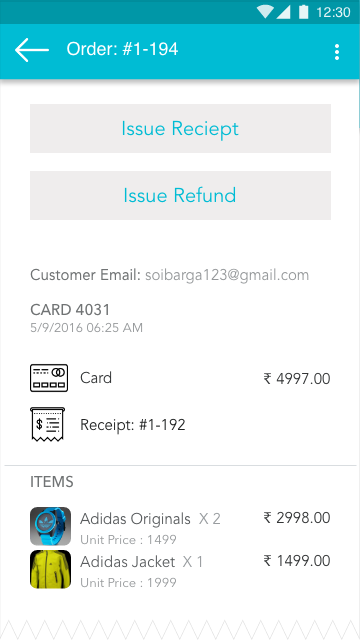 12:30
Order: #1-194
Issue Reciept
Issue Refund
Customer Email: soibarga123@gmail.com
CARD 4031
5/9/2016 06:25 AM
Card ₹ 4997.00
$
Receipt: #1-192
ITEMS
Adidas Originals X 2 ₹ 2998.00
Unit Price : 1499
Adidas Jacket X 1 ₹ 1499.00
Unit Price : 1999